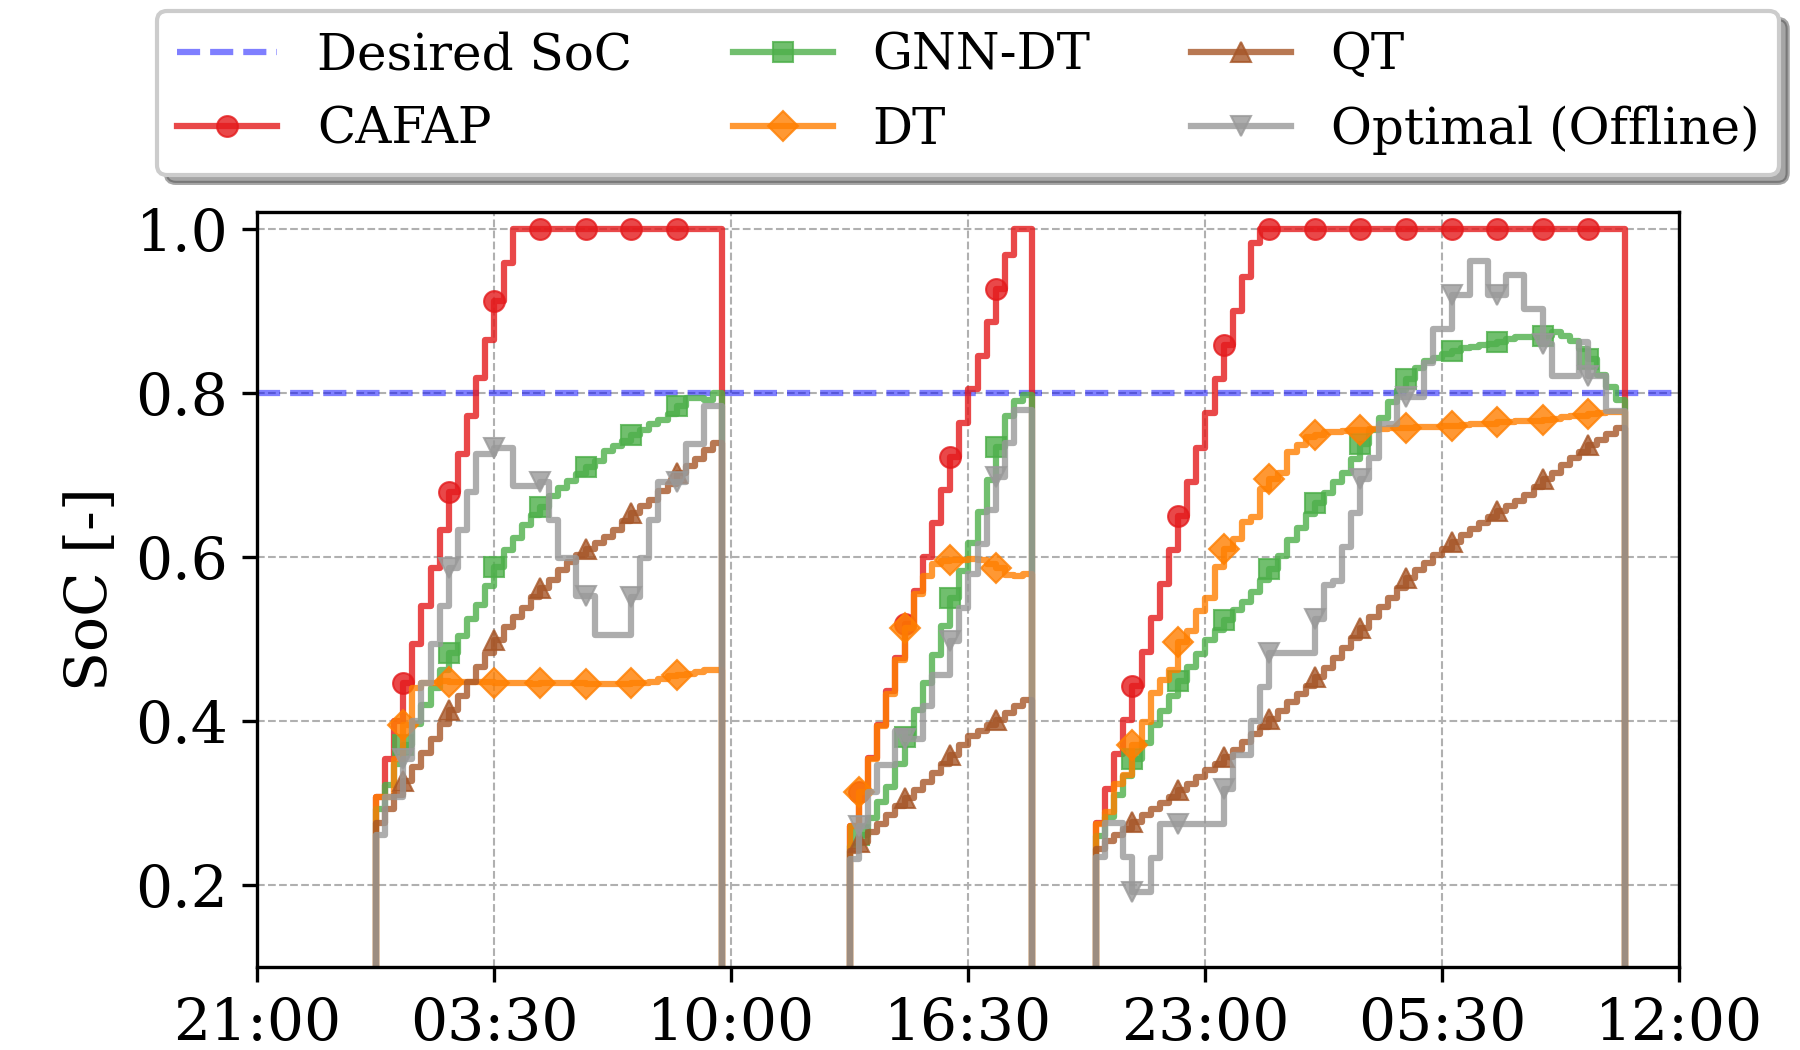 Desired SoC
GNN-DT
QT
CAFAP
DT
Optimal (Offline)
1.0
0.8
0.6
0.4
0.2
SoC [-]
21:00
03:30
10:00
16:30
23:00
05:30
12:00